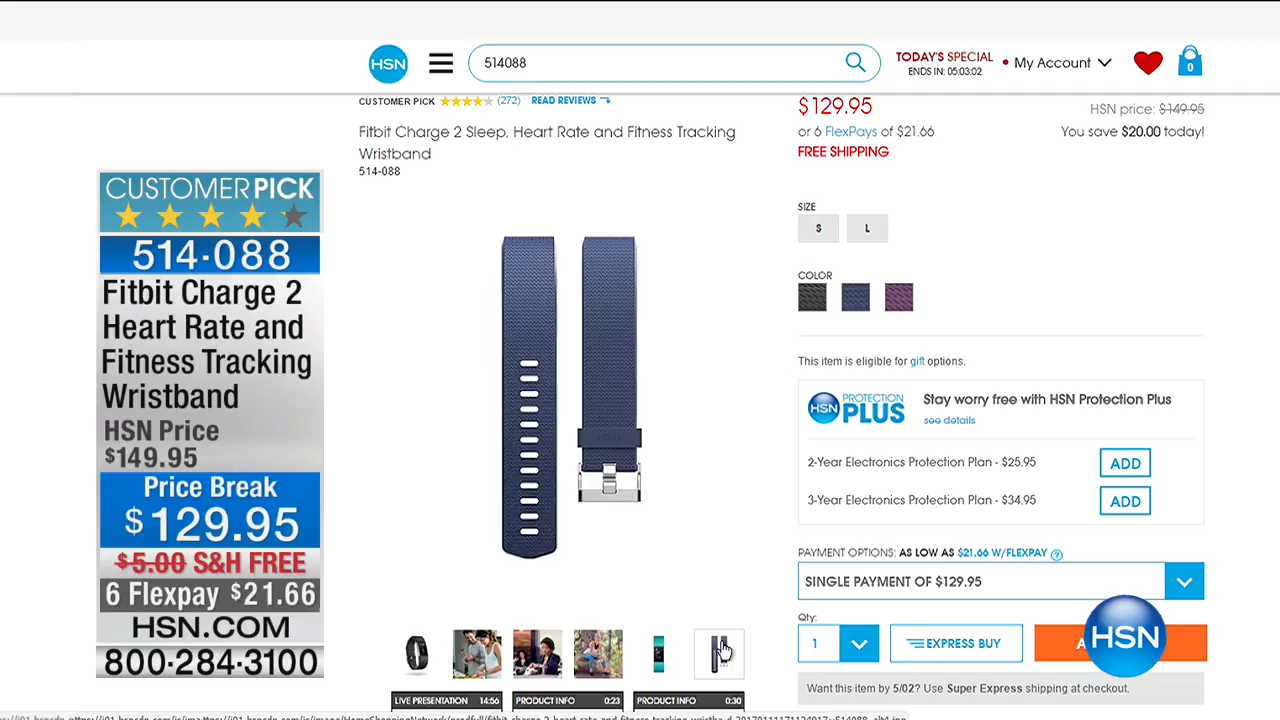 HSN
514088
TODAY'S SPECIAL
ENDS IN: 05:03:02
My Account
0
CUSTOMER PICK
(272)
READ REVIEWS
Fitbit Charge 2 Sleep, Heart Rate and Fitness Tracking
Wristband
514-088
$129.95
HSN price: $149.95
or 6 FlexPays of $21.66
You save $20.00 today!
FREE SHIPPING
SIZE
S
L
COLOR
This item is eligible for gift options.
HSN PROTECTION PLUS
Stay worry free with HSN Protection Plus
see details
2-Year Electronics Protection Plan - $25.95
ADD
3-Year Electronics Protection Plan - $34.95
ADD
PAYMENT OPTIONS: AS LOW AS $21.66 W/FLEXPAY ?
SINGLE PAYMENT OF $129.95
Qty:
1
EXPRESS BUY
HSN
Want this item by 5/02? Use Super Express shipping at checkout.
CUSTOMER PICK
514-088
Fitbit Charge 2
Heart Rate and
Fitness Tracking
Wristband
HSN Price
$149.95
Price Break
$129.95
$5.00 S&H FREE
6 Flexpay $21.66
HSN.COM
800-284-3100
LIVE PRESENTATION 14:56
PRODUCT INFO 0:23
PRODUCT INFO 0:30